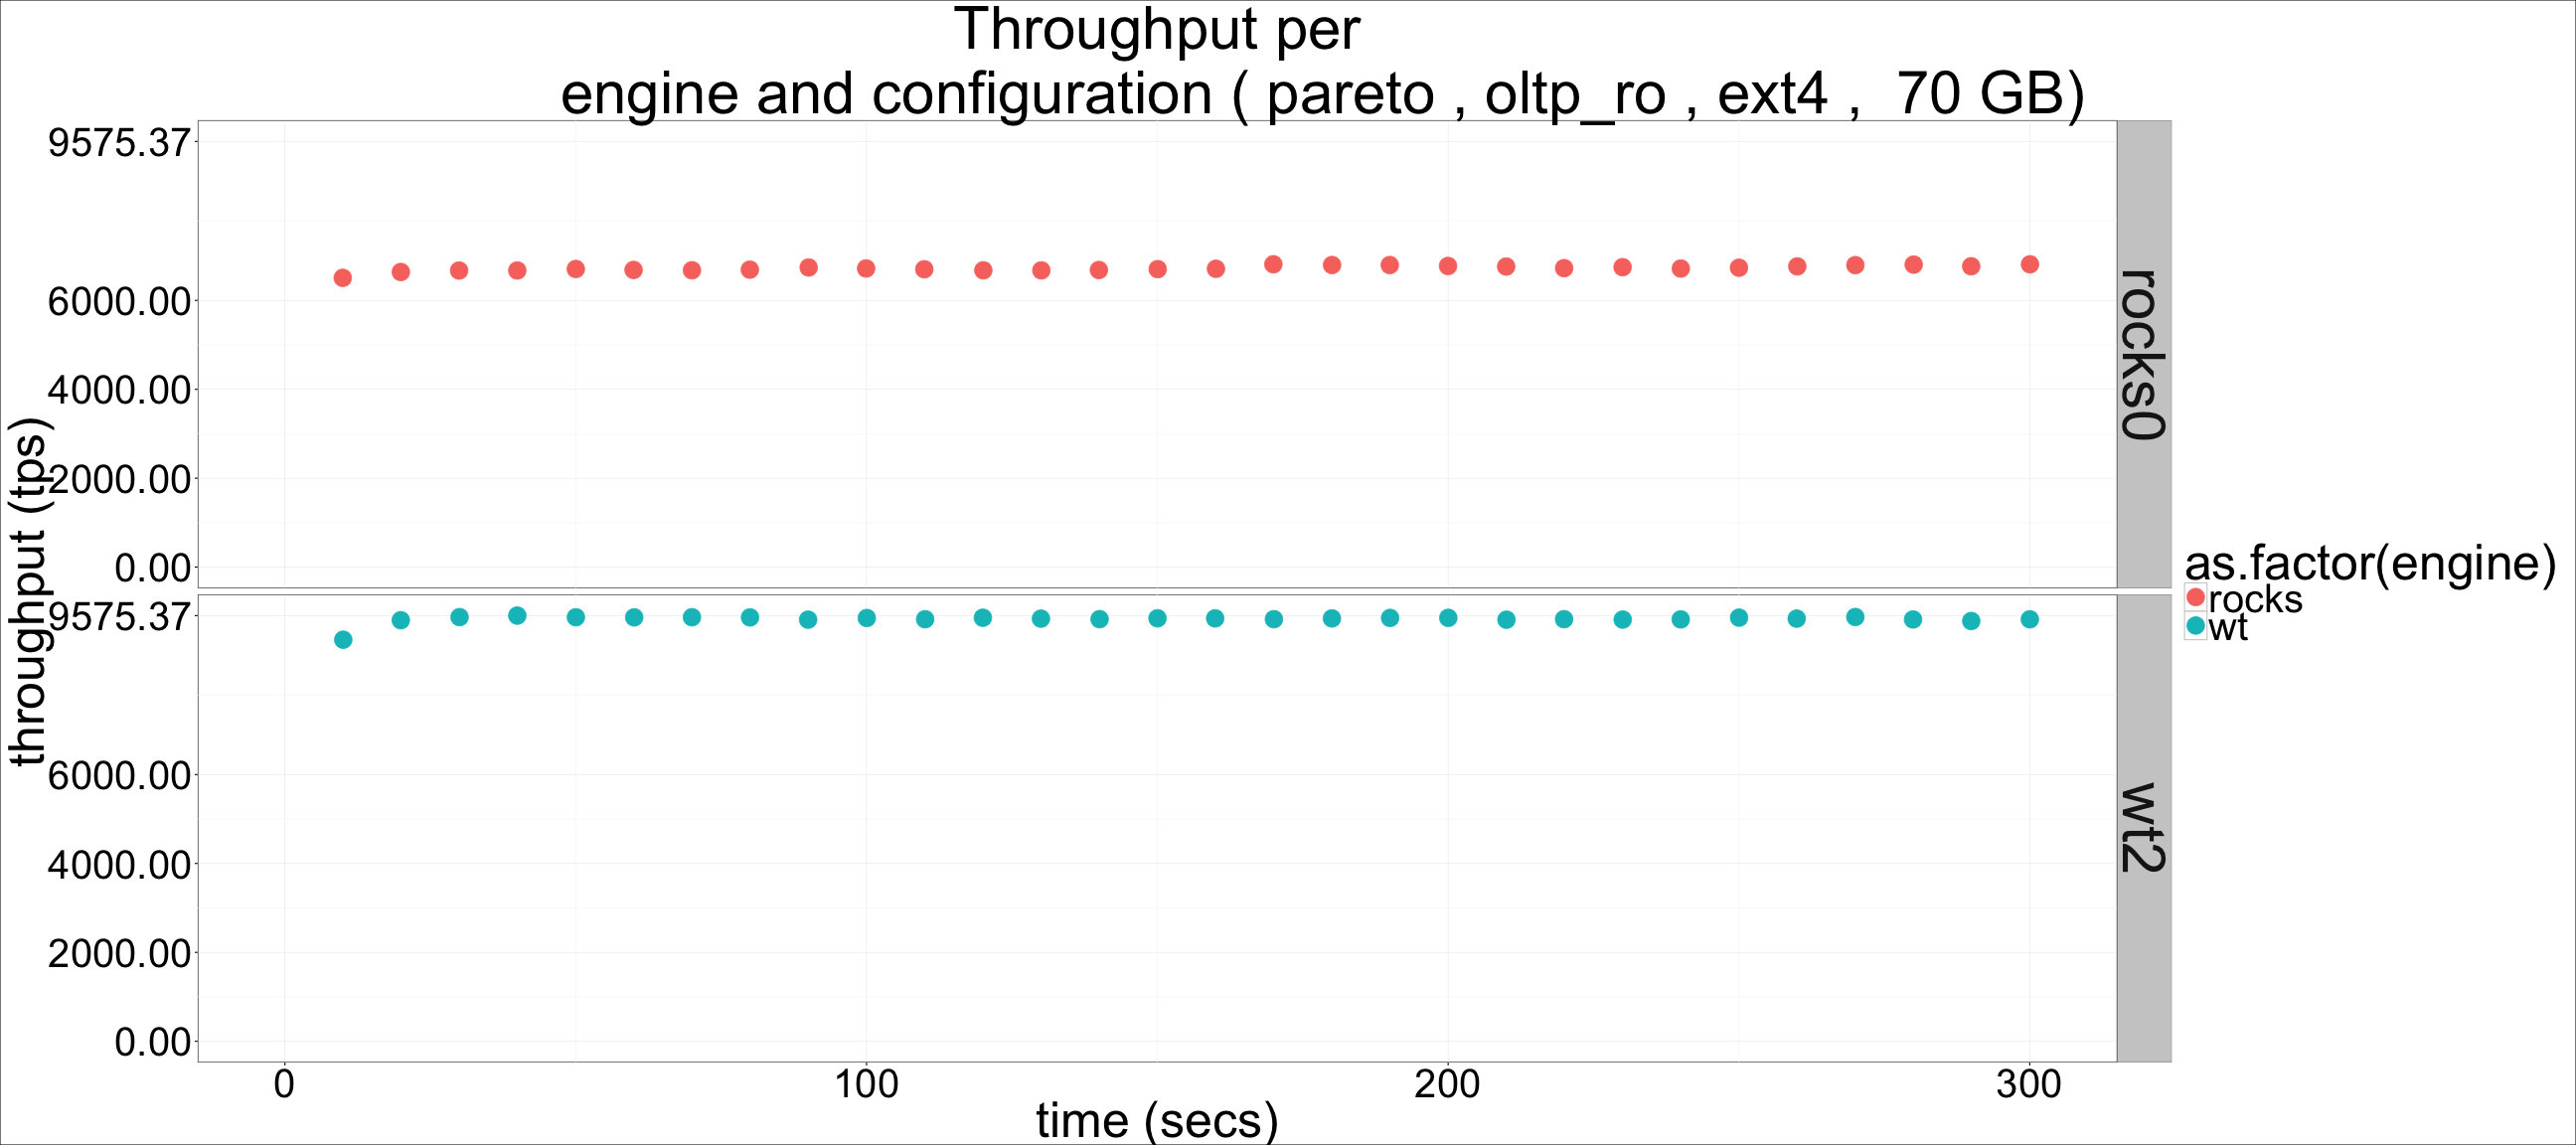 Throughput per
engine and configuration ( pareto , oltp_ro , ext4 ,  70 GB)
throughput (tps)
9575.37
6000.00
4000.00
2000.00
0.00
rocks0
9575.37
6000.00
4000.00
2000.00
0.00
wt2
0
100
200
300
time (secs)
as.factor(engine)
rocks
wt